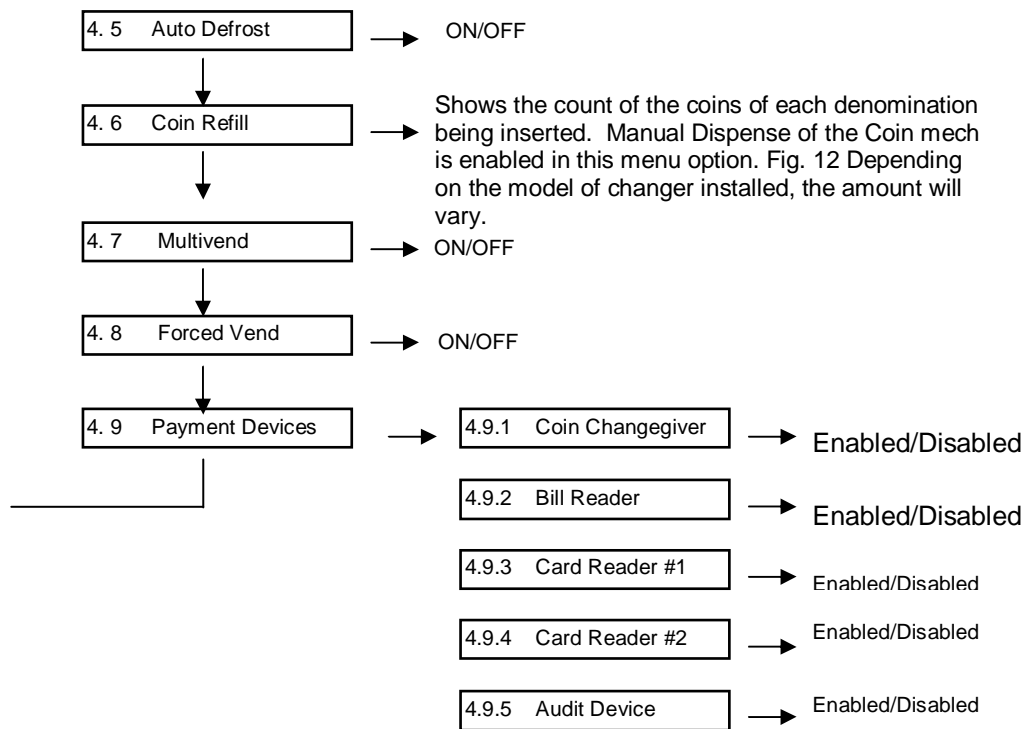 4. 5 Auto Defrost
ON/OFF
4. 6 Coin Refill
Shows the count of the coins of each denomination
being inserted. Manual Dispense of the Coin mech
is enabled in this menu option. Fig. 12 Depending
on the model of changer installed, the amount will
vary.
4. 7 Multivend
ON/OFF
4. 8 Forced Vend
ON/OFF
4. 9 Payment Devices
4.9.1 Coin Changegiver
Enabled/Disabled
4.9.2 Bill Reader
Enabled/Disabled
4.9.3 Card Reader #1
Enabled/Disabled
4.9.4 Card Reader #2
Enabled/Disabled
4.9.5 Audit Device
Enabled/Disabled